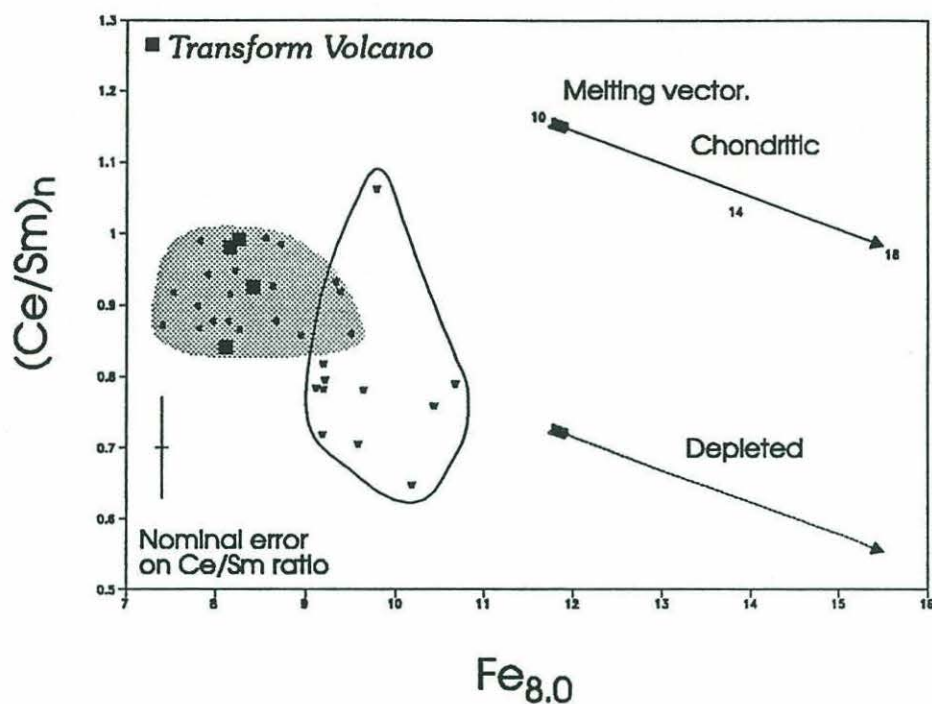 1.3
Transform Volcano
1.2
Melting vector.
10
Chondritic
1.1
14
1
18
(Ce/Sm)n
0.9
0.8
0.7
Depleted
0.6
Nominal error
on Ce/Sm ratio
0.5
7 8 9 10 11 12 13 14 15 16
Fe8.0